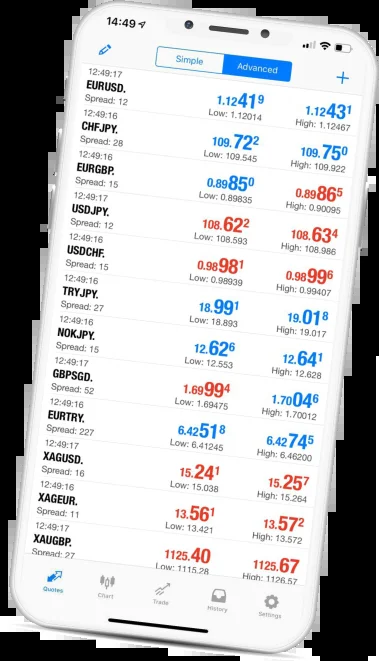 14:49
Simple Advanced +
12:49:17
EURUSD. 1.12419 1.12431
Spread: 12 Low: 1.12014 High: 1.12467
12:49:16
CHFJPY. 109.722 109.750
Spread: 28 Low: 109.545 High: 109.922
12:49:16
EURGBP. 0.89850 0.89865
Spread: 15 Low: 0.89835 High: 0.90095
12:49:17
USDJPY. 108.622 108.634
Spread: 12 Low: 108.593 High: 108.986
12:49:16
USDCHF. 0.98981 0.98996
Spread: 15 Low: 0.98939 High: 0.99407
12:49:16
TRYJPY. 18.991 19.018
Spread: 27 Low: 18.893 High: 19.017
12:49:16
NOKJPY. 12.626 12.641
Spread: 15 Low: 12.553 High: 12.628
12:49:17
GBPSGD. 1.69994 1.70046
Spread: 52 Low: 1.69475 High: 1.70012
12:49:16
EURTRY. 6.42518 6.42745
Spread: 227 Low: 6.41245 High: 6.46200
12:49:17
XAGUSD. 15.241 15.257
Spread: 16 Low: 15.038 High: 15.264
12:49:16
XAGEUR. 13.561 13.572
Spread: 11 Low: 13.421 High: 13.572
12:49:17
XAUGBP. 1125.40 1125.67
Spread: 27 Low: 1115.28 High: 1126.57
Quotes Chart Trade History Settings